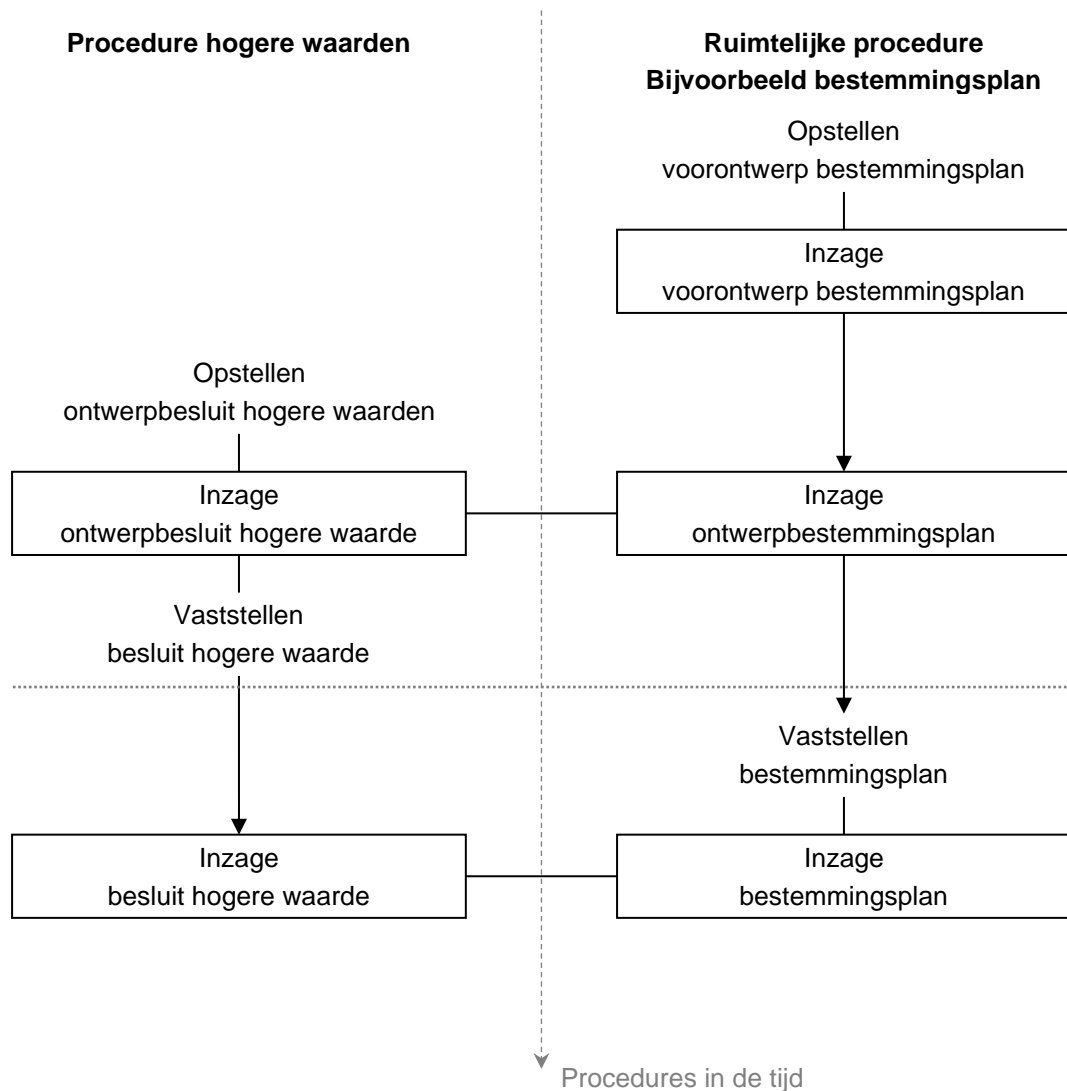 Procedure hogere waarden
Ruimtelijke procedure
Bijvoorbeeld bestemmingsplan
Opstellen
voorontwerp bestemmingsplan
Inzage
voorontwerp bestemmingsplan
Opstellen
ontwerpbesluit hogere waarden
Inzage
ontwerpbesluit hogere waarde
Inzage
ontwerpbestemmingsplan
Vaststellen
besluit hogere waarde
Vaststellen
bestemmingsplan
Inzage
besluit hogere waarde
Inzage
bestemmingsplan
Procedures in de tijd